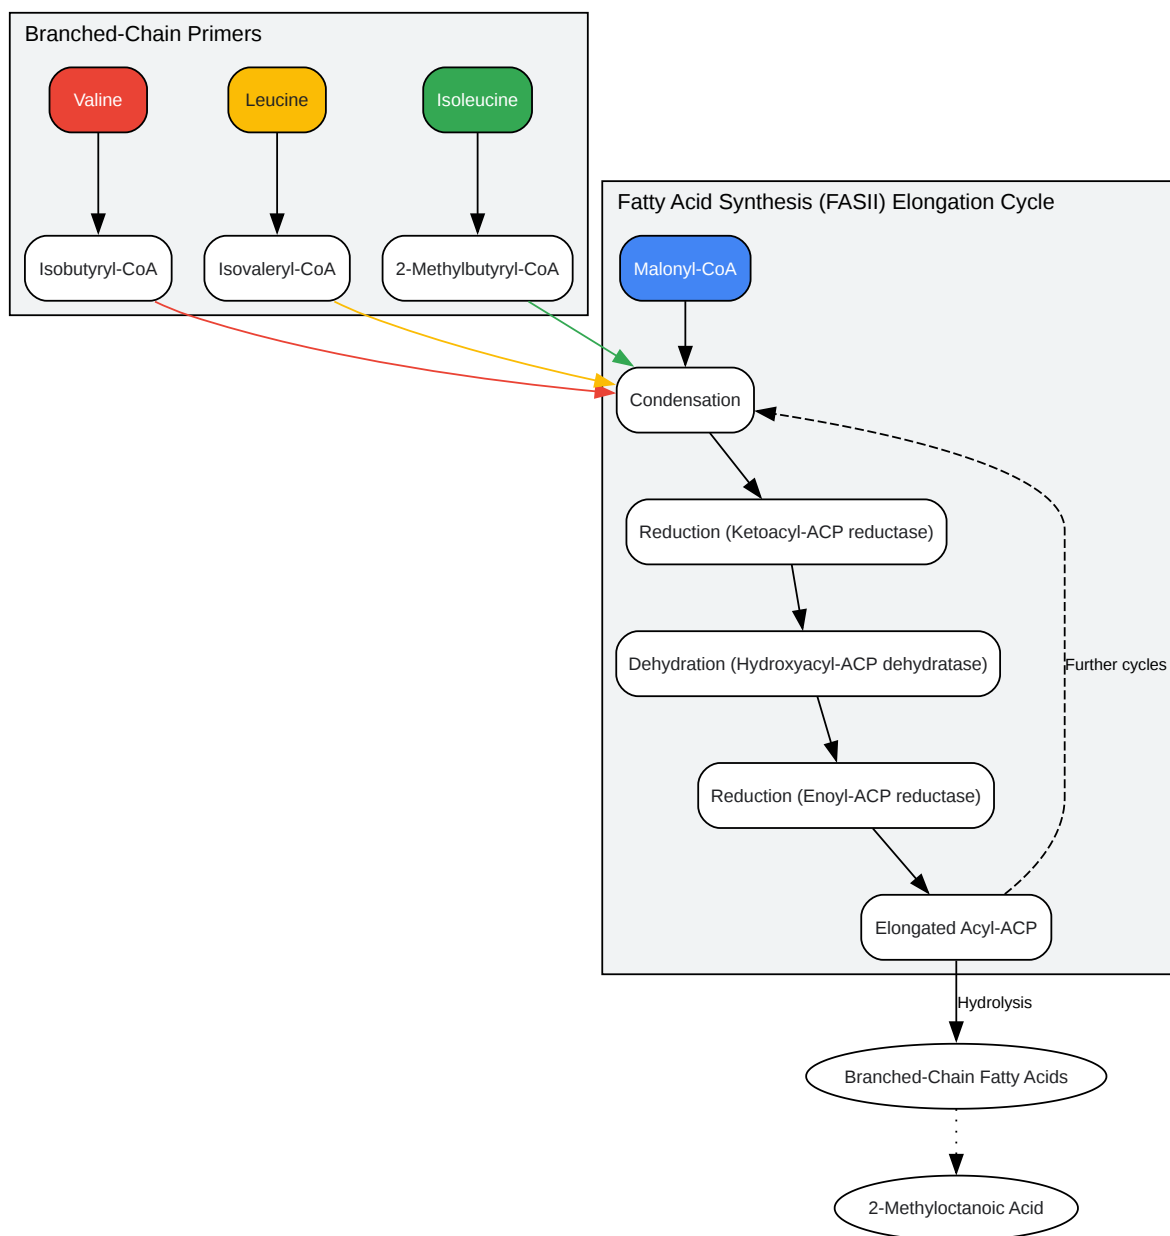 Branched-Chain Primers
Valine
Leucine
Isoleucine
Isobutyryl-CoA
Isovaleryl-CoA
2-Methylbutyryl-CoA
Fatty Acid Synthesis (FASII) Elongation Cycle
Malonyl-CoA
Condensation
Reduction (Ketoacyl-ACP reductase)
Dehydration (Hydroxyacyl-ACP dehydratase)
Further cycles
Reduction (Enoyl-ACP reductase)
Elongated Acyl-ACP
Hydrolysis
Branched-Chain Fatty Acids
2-Methyloctanoic Acid